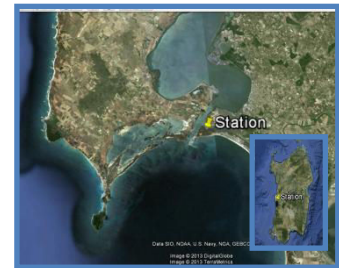 Station
Station
Data SIO, NOAA, U.S. Navy, NGA, GEBCO
Image © 2013 DigitalGlobe
Image © 2013 TerraMetrics